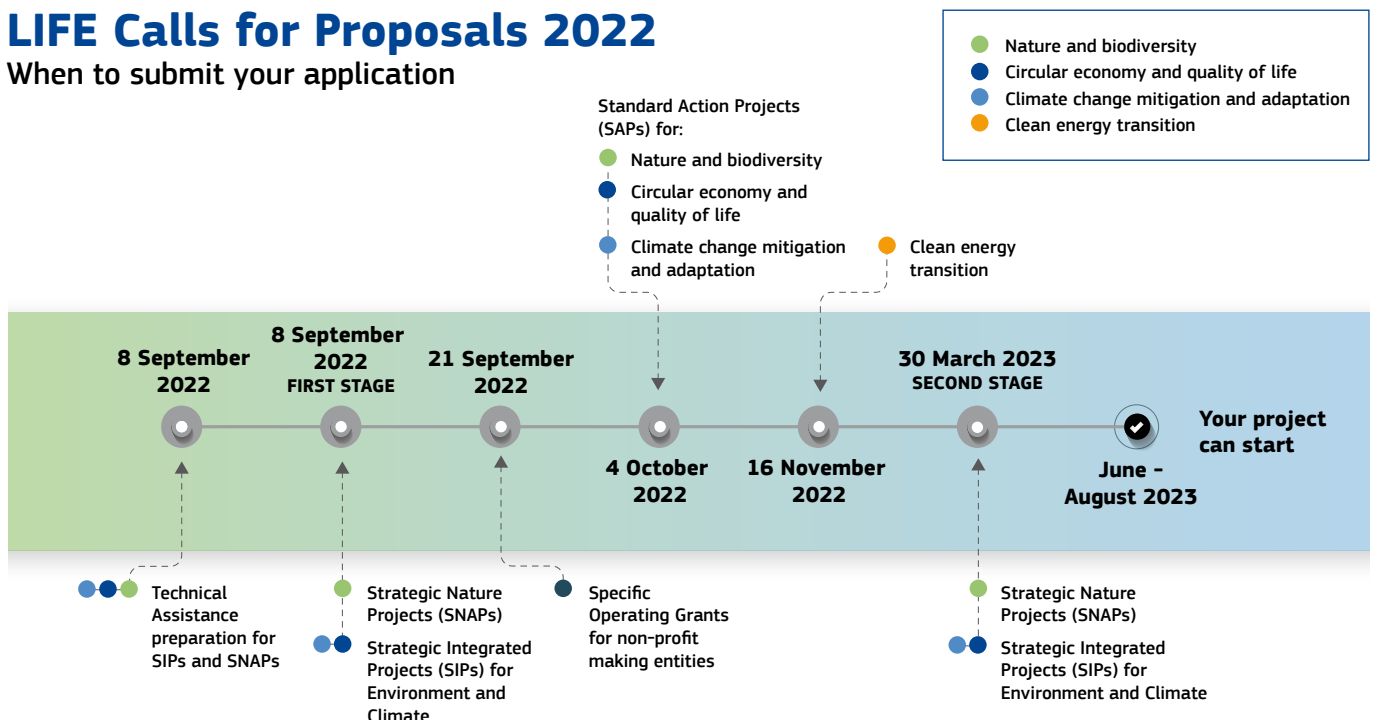 LIFE Calls for Proposals 2022
When to submit your application
Nature and biodiversity
Circular economy and quality of life
Climate change mitigation and adaptation
Clean energy transition
Standard Action Projects
(SAPs) for:
Nature and biodiversity
Circular economy and
quality of life
Climate change mitigation
and adaptation
Clean energy
transition
8 September
2022
8 September
2022
FIRST STAGE
21 September
2022
4 October
2022
16 November
2022
30 March 2023
SECOND STAGE
June –
August 2023
Your project
can start
Technical
Assistance
preparation for
SIPs and SNAPs
Strategic Nature
Projects (SNAPs)
Strategic Integrated
Projects (SIPs) for
Environment and
Climate
Specific
Operating Grants
for non-profit
making entities
Strategic Nature
Projects (SNAPs)
Strategic Integrated
Projects (SIPs) for
Environment and Climate